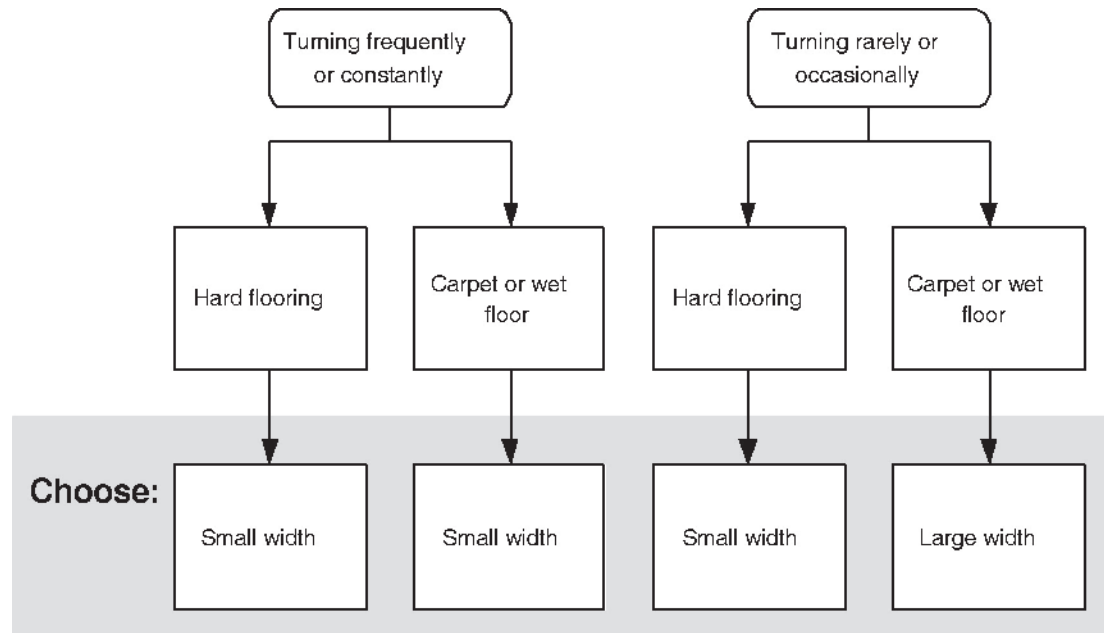 Turning frequently
or constantly
Turning rarely or
occasionally
Hard flooring
Carpet or wet
floor
Hard flooring
Carpet or wet
floor
Choose:
Small width
Small width
Small width
Large width